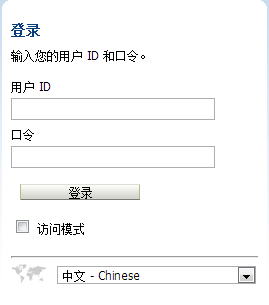 登录
输入您的用户 ID 和口令。
用户 ID
口令
登录
访问模式
中文 - Chinese